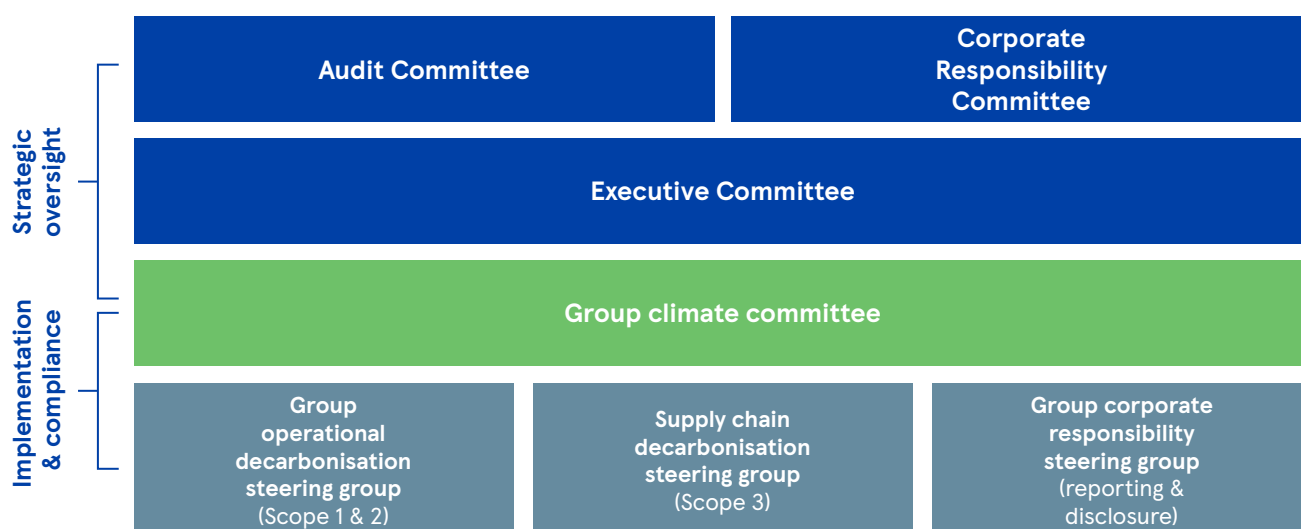 Strategic
oversight
Audit Committee
Corporate
Responsibility
Committee
Executive Committee
Implementation
& compliance
Group climate committee
Group
operational
decarbonisation
steering group
(Scope 1 & 2)
Supply chain
decarbonisation
steering group
(Scope 3)
Group corporate
responsibility
steering group
(reporting &
disclosure)